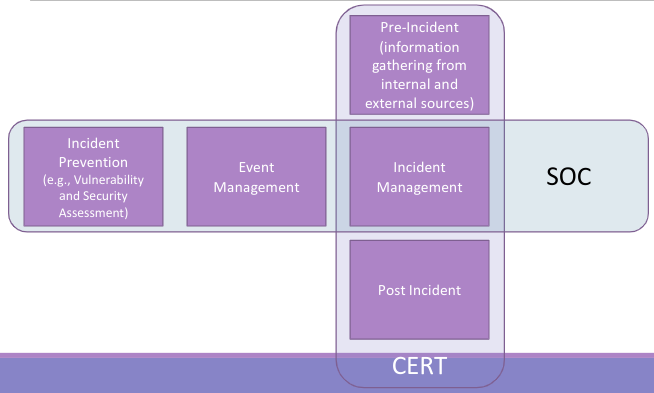 Pre-Incident
(information
gathering from
internal and
external sources)
Incident
Prevention
(e.g., Vulnerability
and Security
Assessment)
Event
Management
Incident
Management
SOC
Post Incident
CERT